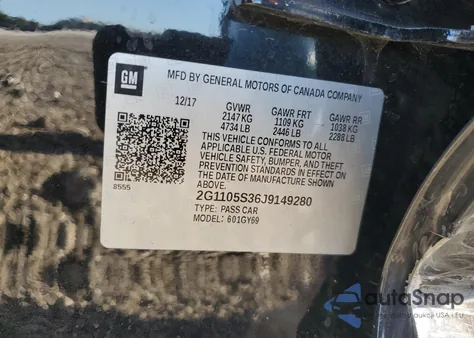 GM
MFD BY GENERAL MOTORS OF CANADA COMPANY
12/17 GVWR GAWR FRT GAWR RR
2147 KG 1109 KG 1038 KG
4734 LB 2446 LB 2288 LB
THIS VEHICLE CONFORMS TO ALL
APPLICABLE U.S. FEDERAL MOTOR
VEHICLE SAFETY, BUMPER, AND THEFT
PREVENTION STANDARDS IN EFFECT ON
THE DATE OF MANUFACTURE SHOWN
ABOVE.
8555
2G1105S36J9149280
TYPE: PASS CAR
MODEL: 601GY69
autoSnap